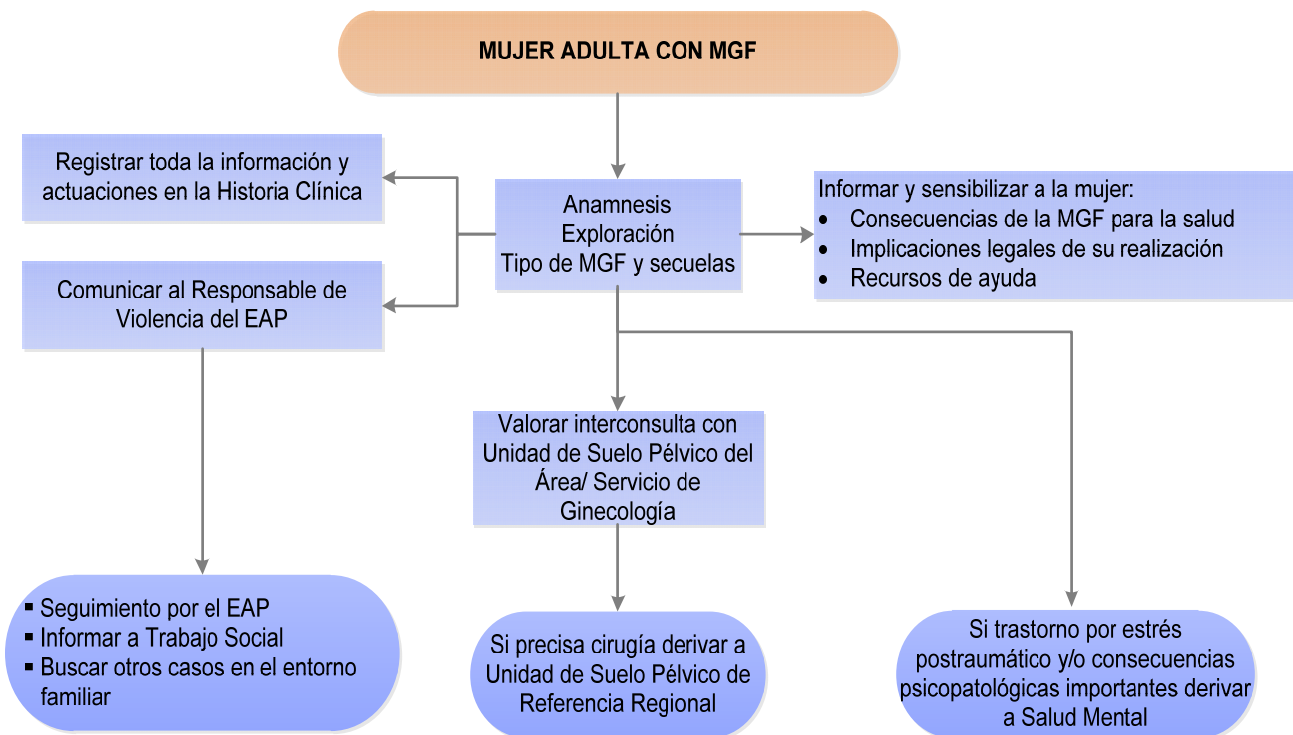 MUJER ADULTA CON MGF
Registrar toda la información y
actuaciones en la Historia Clínica
Comunicar al Responsable de
Violencia del EAP
Anamnesis
Exploración
Tipo de MGF y secuelas
Informar y sensibilizar a la mujer:
• Consecuencias de la MGF para la salud
• Implicaciones legales de su realización
• Recursos de ayuda
Valorar interconsulta con
Unidad de Suelo Pélvico del
Área/ Servicio de
Ginecología
▪ Seguimiento por el EAP
▪ Informar a Trabajo Social
▪ Buscar otros casos en el entorno
familiar
Si precisa cirugía derivar a
Unidad de Suelo Pélvico de
Referencia Regional
Si trastorno por estrés
postraumático y/o consecuencias
psicopatológicas importantes derivar
a Salud Mental